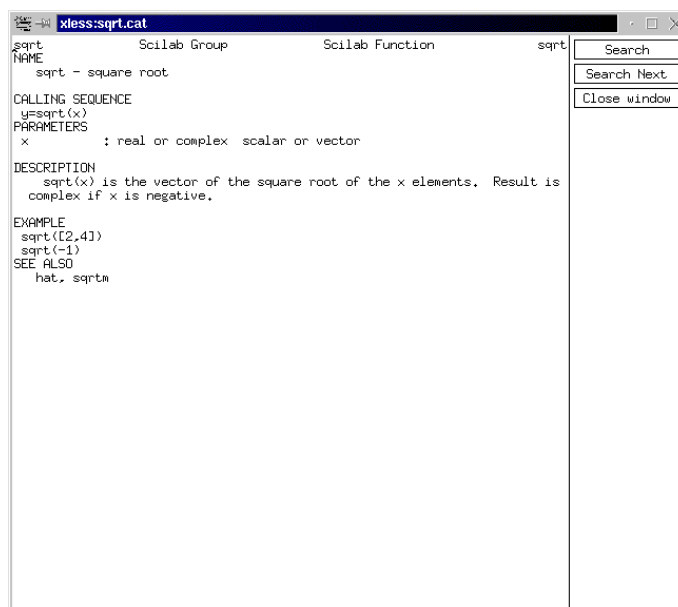 xless:sqrt.cat
sqrt Scilab Group Scilab Function sqrt
NAME
sqrt - square root
CALLING SEQUENCE
y=sqrt(x)
PARAMETERS
x : real or complex scalar or vector
DESCRIPTION
sqrt(x) is the vector of the square root of the x elements. Result is
complex if x is negative.
EXAMPLE
sqrt([2,4])
sqrt(-1)
SEE ALSO
hat, sqrtm
Search
Search Next
Close window